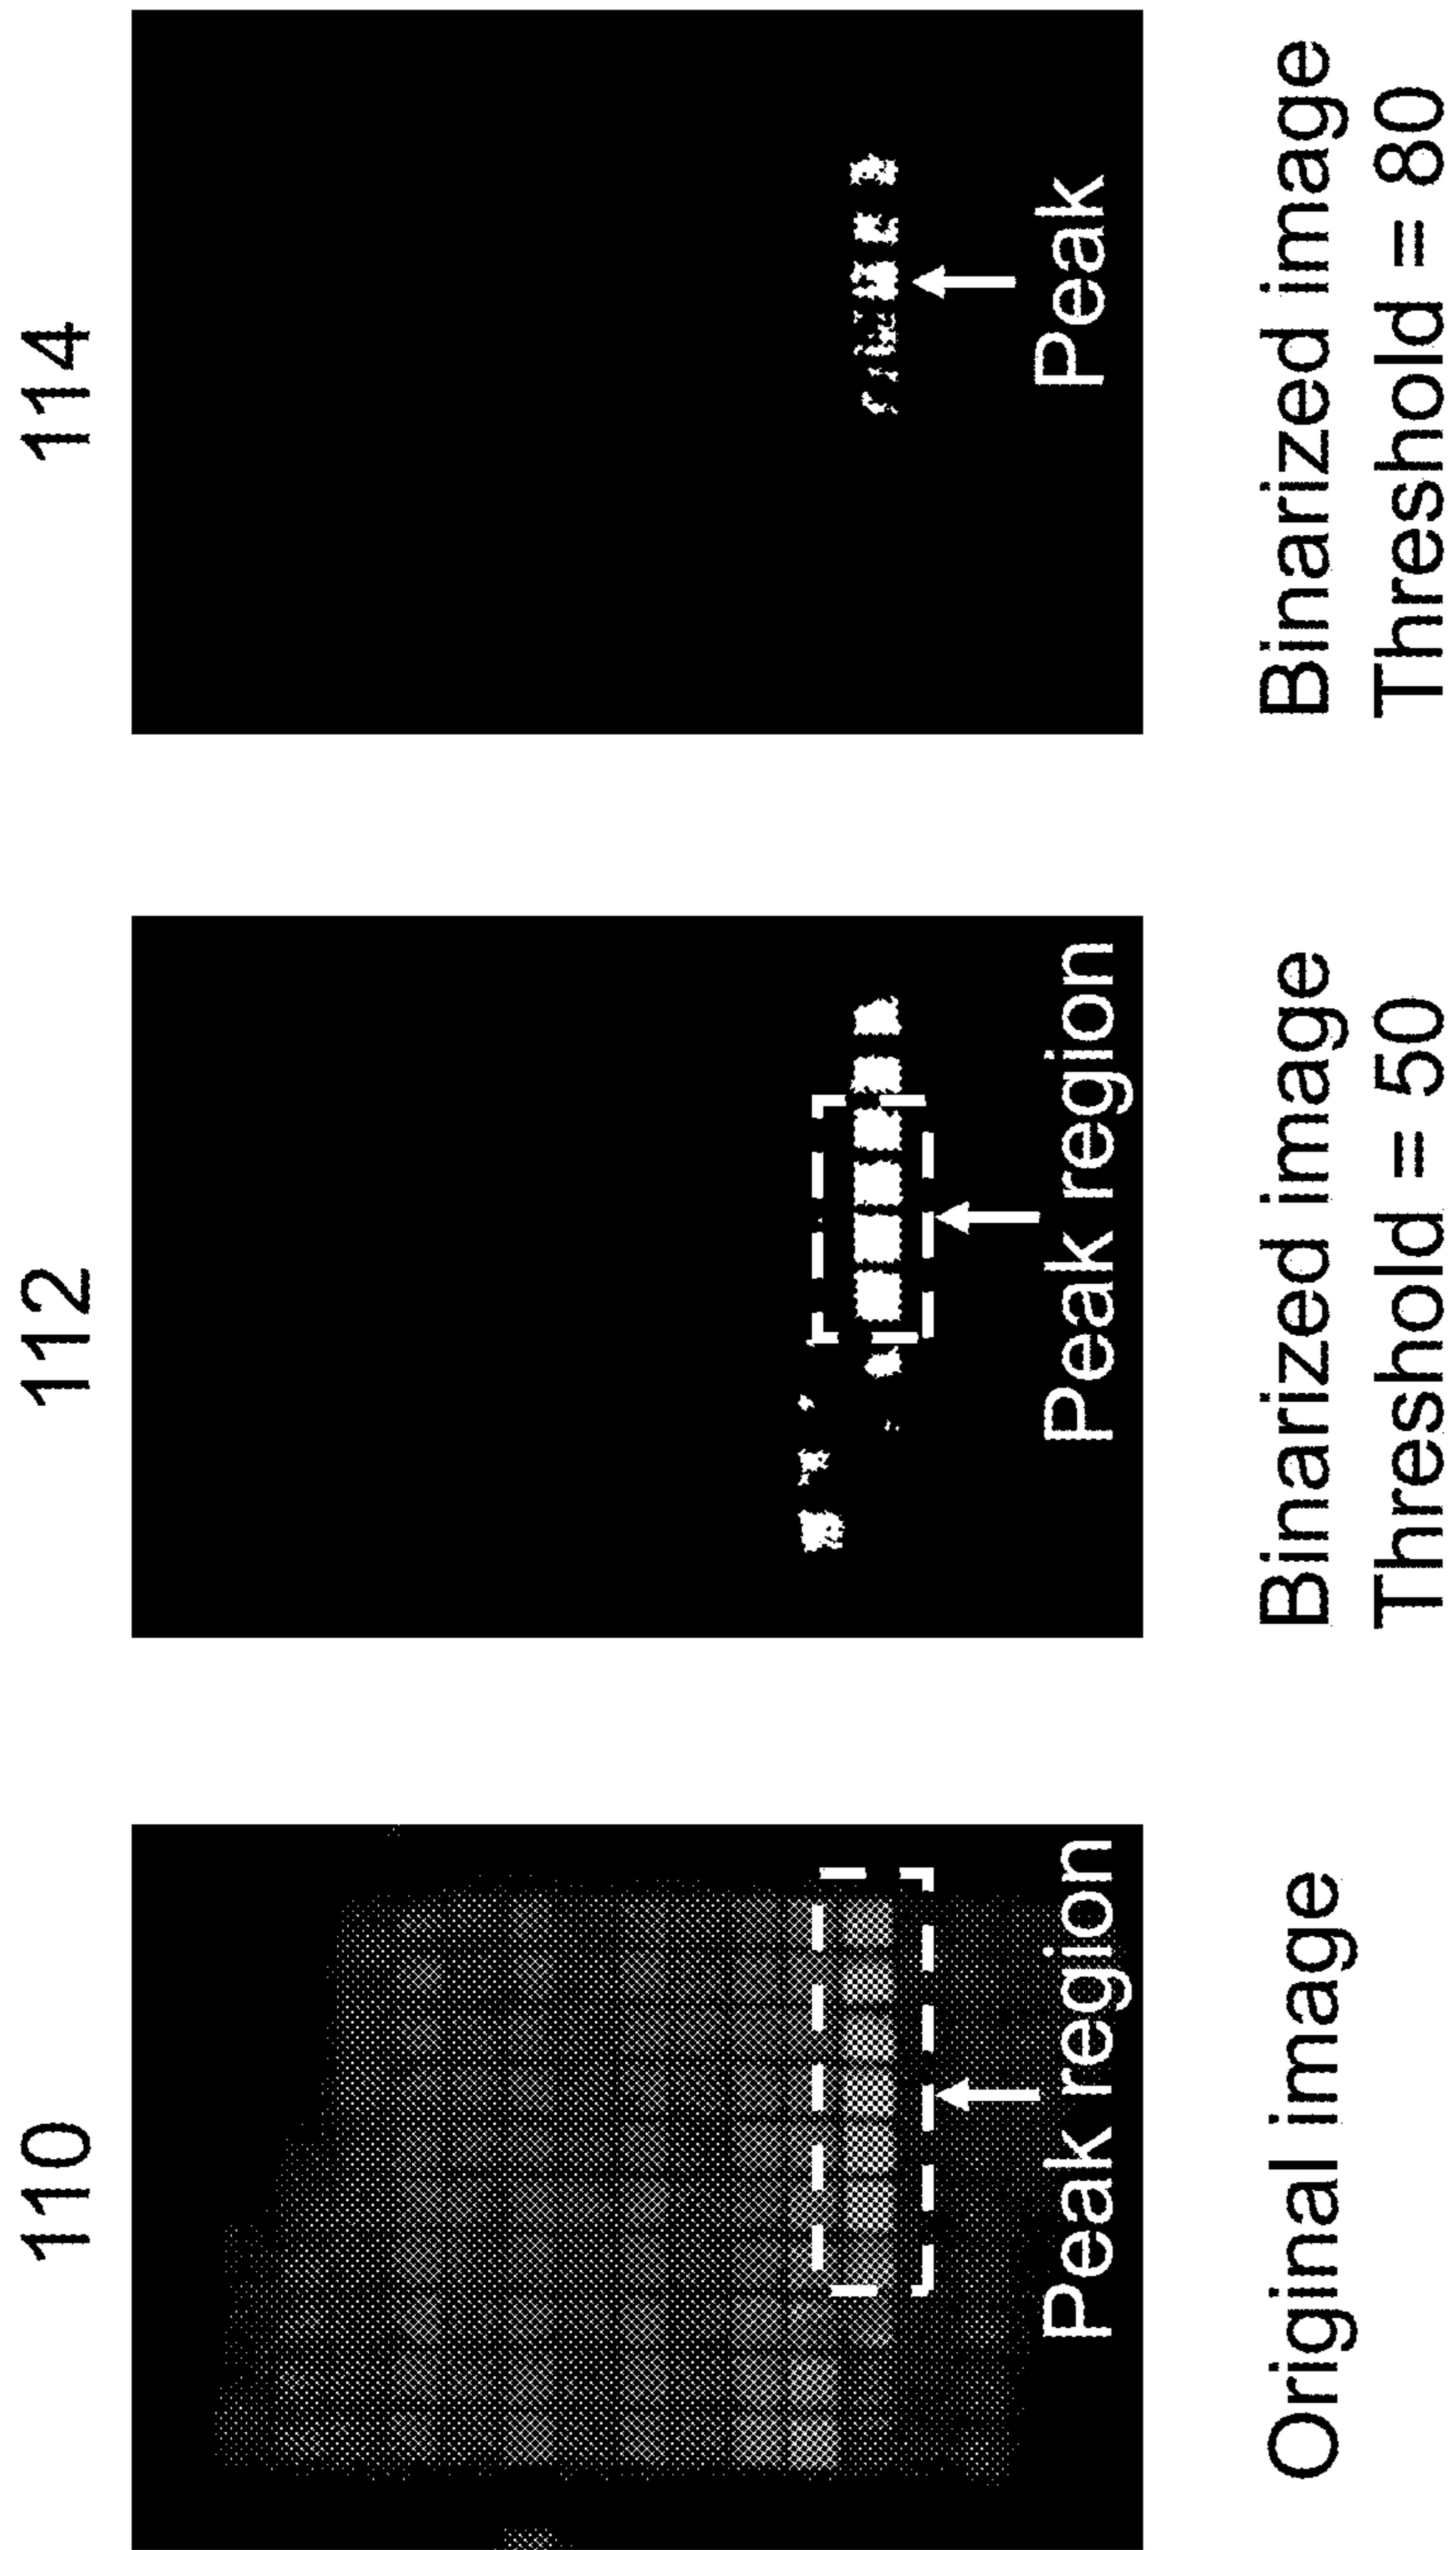 110
Peak region
Original image
112
Peak region
Binarized image
Threshold = 50
114
Peak
Binarized image
Threshold = 80